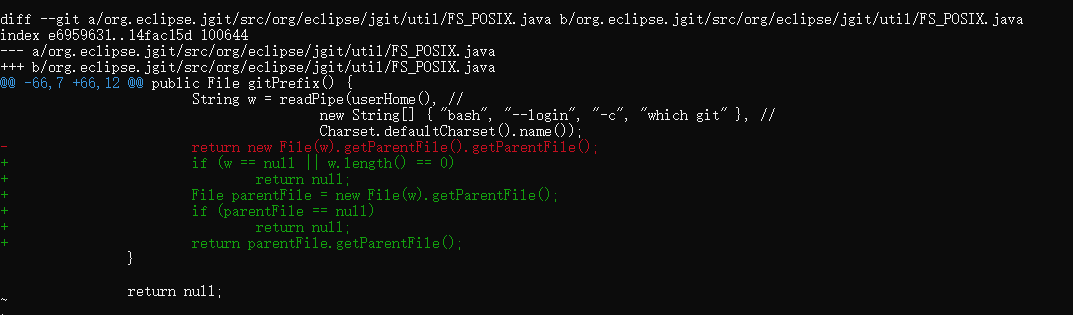 diff --git a/org.eclipse.jgit/src/org/eclipse/jgit/util/FS_POSIX.java b/org.eclipse.jgit/src/org/eclipse/jgit/util/FS_POSIX.java
index e6959631..14fac15d 100644
--- a/org.eclipse.jgit/src/org/eclipse/jgit/util/FS_POSIX.java
+++ b/org.eclipse.jgit/src/org/eclipse/jgit/util/FS_POSIX.java
@@ -66,7 +66,12 @@ public File gitPrefix() {
                        String w = readPipe(userHome(), //
                                        new String[] { "bash", "--login", "-c", "which git" }, //
                                        Charset.defaultCharset().name());
-                       return new File(w).getParentFile().getParentFile();
+                       if (w == null || w.length() == 0)
+                               return null;
+                       File parentFile = new File(w).getParentFile();
+                       if (parentFile == null)
+                               return null;
+                       return parentFile.getParentFile();
                }
                return null;
~